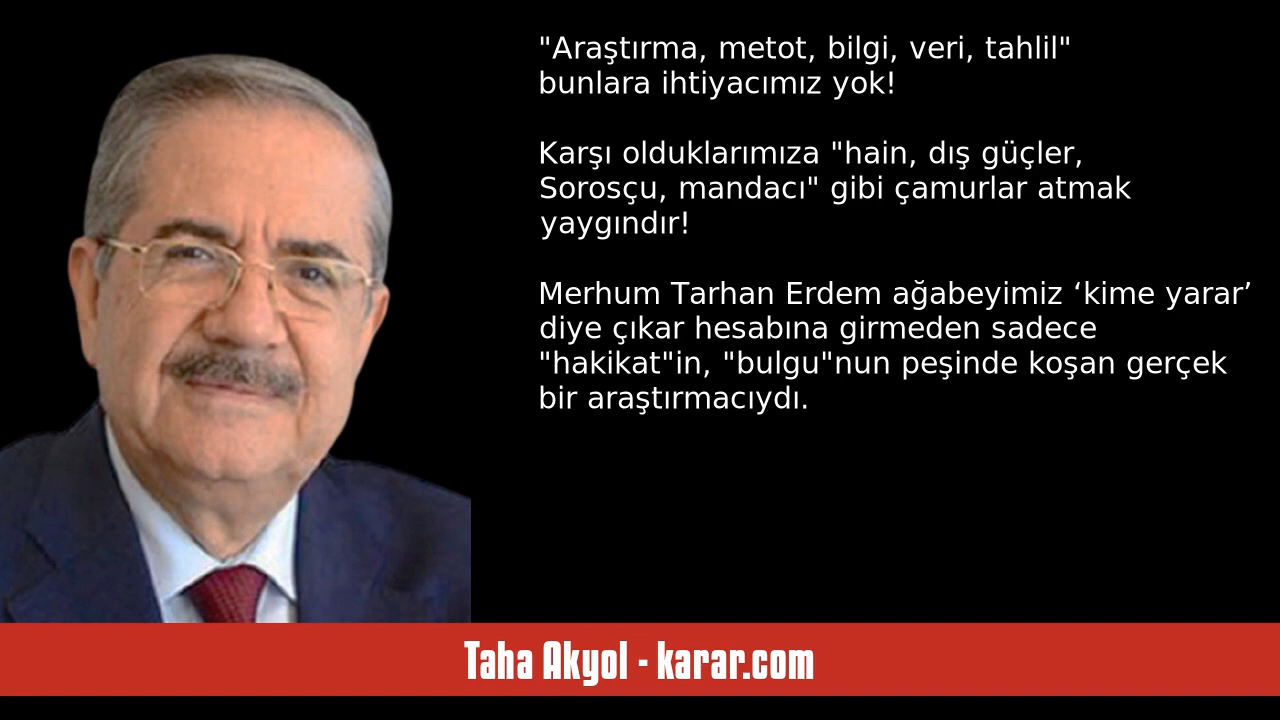 "Araştırma, metot, bilgi, veri, tahlil"
bunlara ihtiyacımız yok!
Karşı olduklarımıza "hain, dış güçler,
Sorosçu, mandacı" gibi çamurlar atmak
yaygındır!
Merhum Tarhan Erdem ağabeyimiz ‘kime yarar’
diye çıkar hesabına girmeden sadece
"hakikat"in, "bulgu"nun peşinde koşan gerçek
bir araştırmacıydı.
Taha Akyol - karar.com